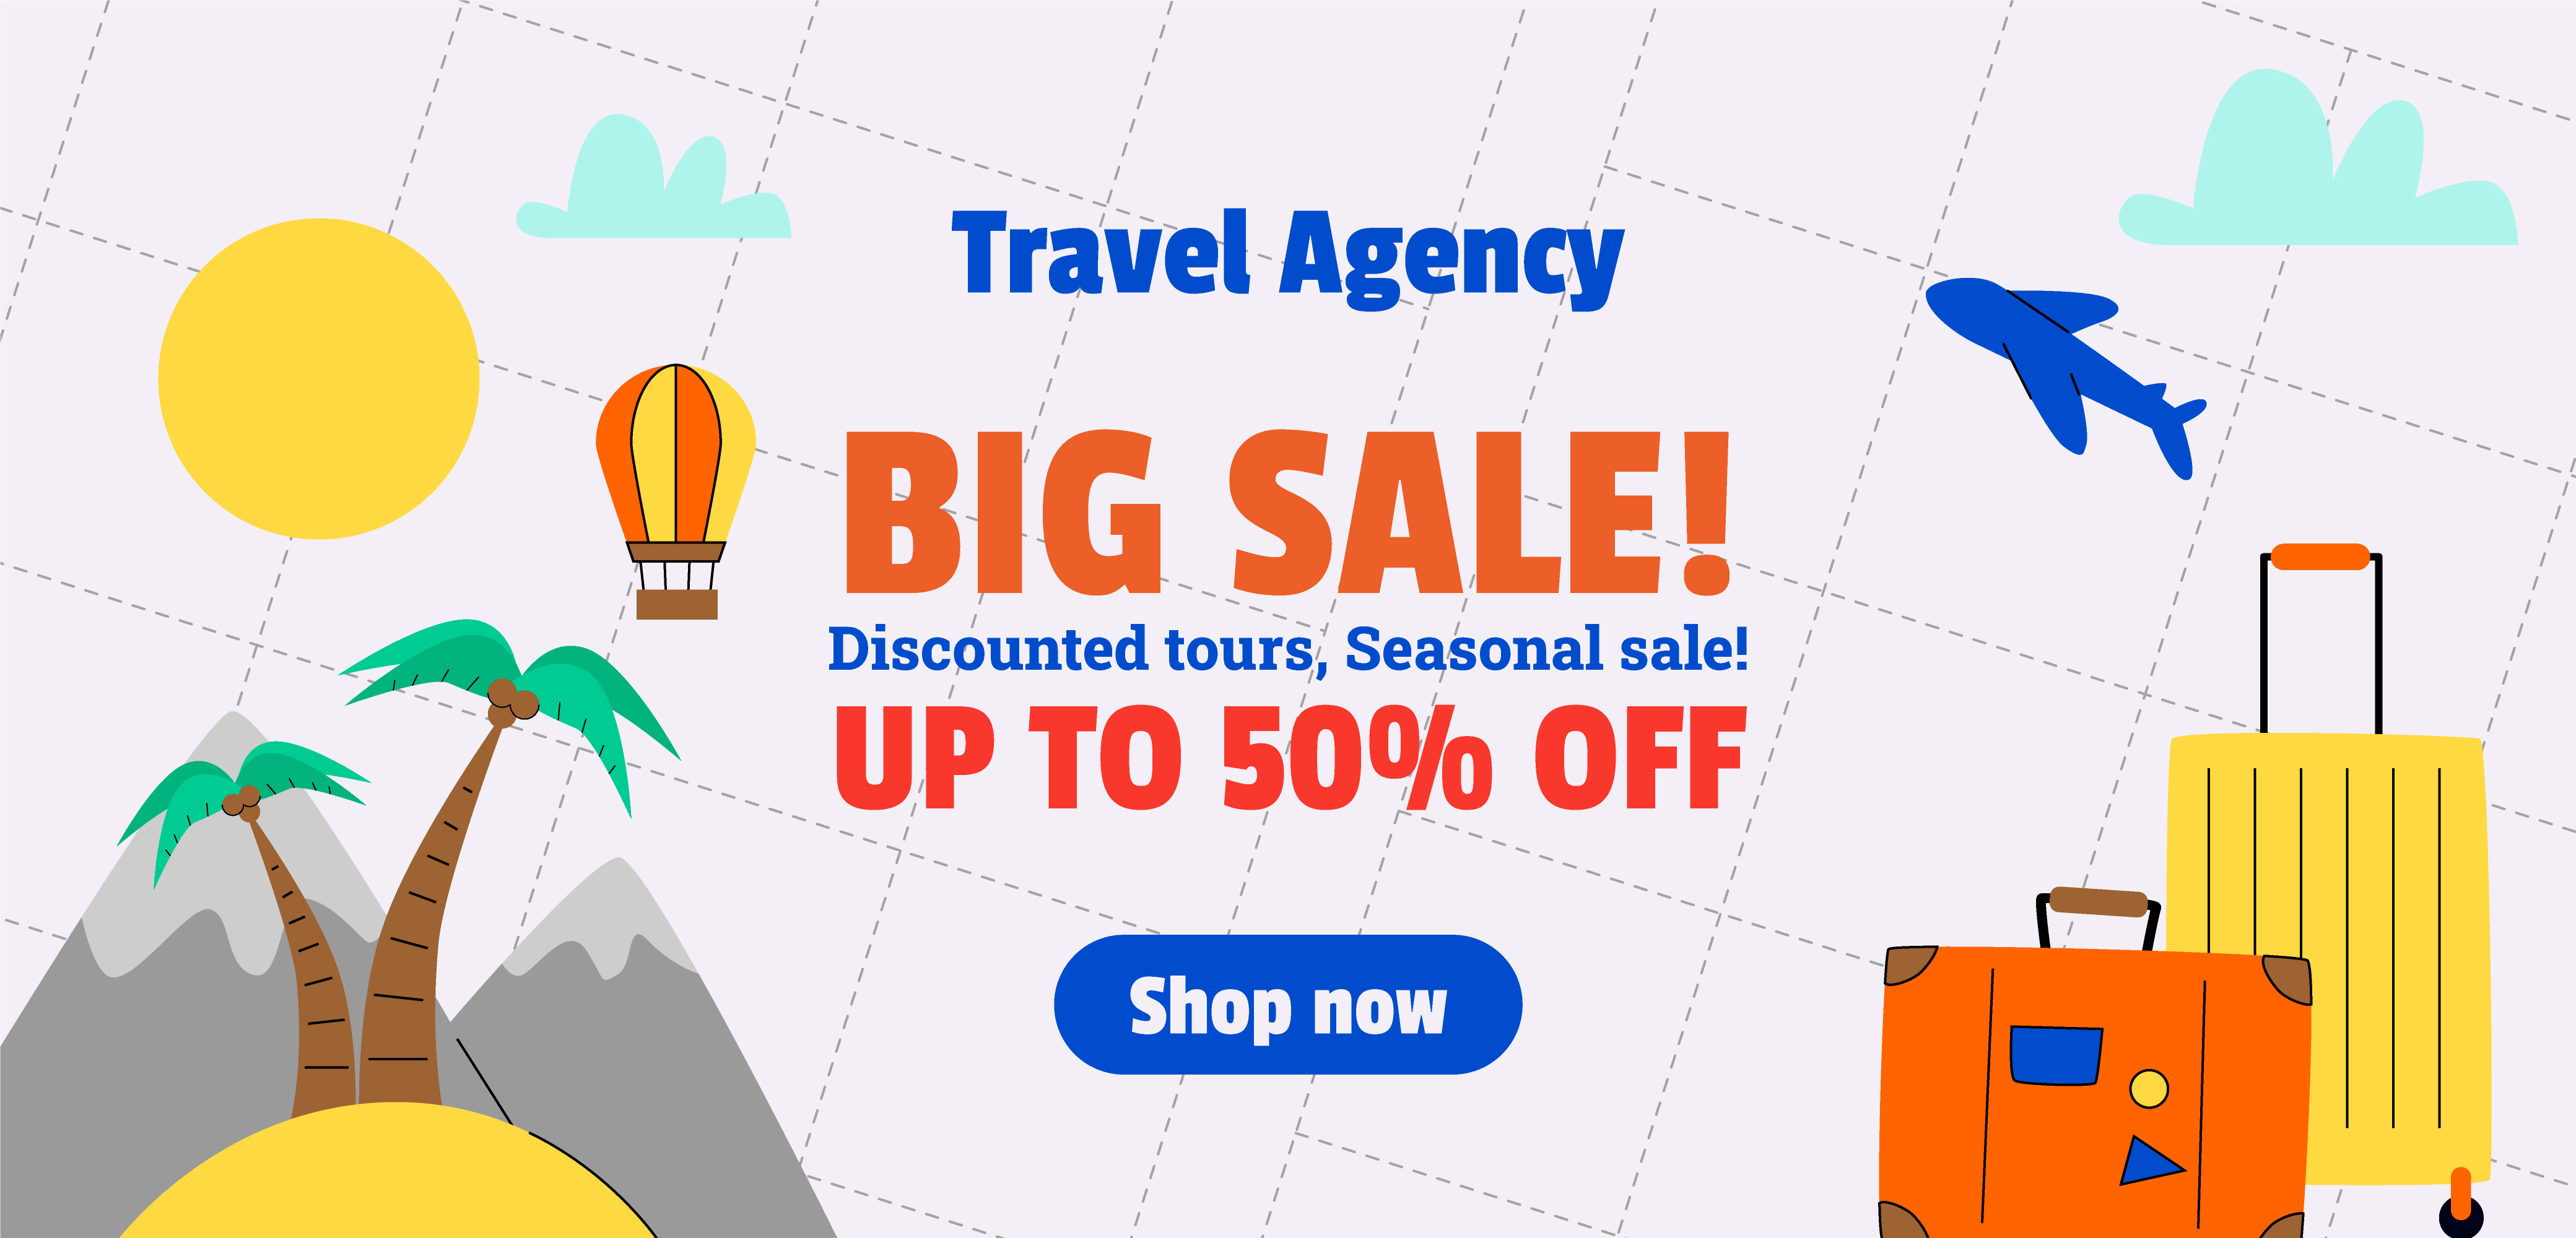 Travel Agency
BIG SALE!
Discounted tours, Seasonal sale!
UP TO 50% OFF
Shop now